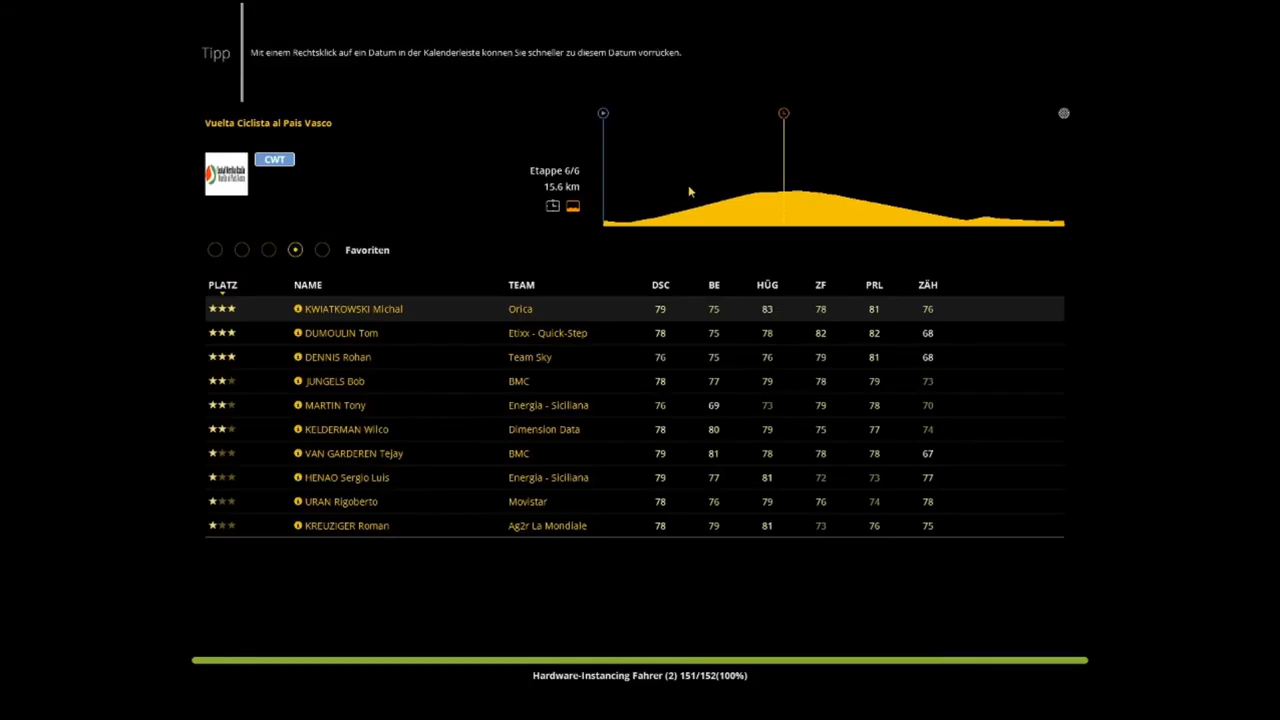 Tipp
Mit einem Rechtsklick auf ein Datum in der Kalenderleiste können Sie schneller zu diesem Datum vorrücken.
Vuelta Ciclista al Pais Vasco
CWT
Etappe 6/6
15.6 km
Favoriten
PLATZ NAME TEAM DSC BE HÜG ZF PRL ZÄH
KWIATKOWSKI Michal Orica 79 75 83 78 81 76
DUMOULIN Tom Etixx - Quick-Step 78 75 78 82 82 68
DENNIS Rohan Team Sky 76 75 76 79 81 68
JUNGELS Bob BMC 78 77 79 78 79 73
MARTIN Tony Energia - Siciliana 76 69 73 79 78 70
KELDERMAN Wilco Dimension Data 78 80 79 75 77 74
VAN GARDEREN Tejay BMC 79 81 78 78 78 67
HENAO Sergio Luis Energia - Siciliana 79 77 81 72 73 77
URAN Rigoberto Movistar 78 76 79 76 74 78
KREUZIGER Roman Ag2r La Mondiale 78 79 81 73 76 75
Hardware-Instancing Fahrer (2) 151/152(100%)